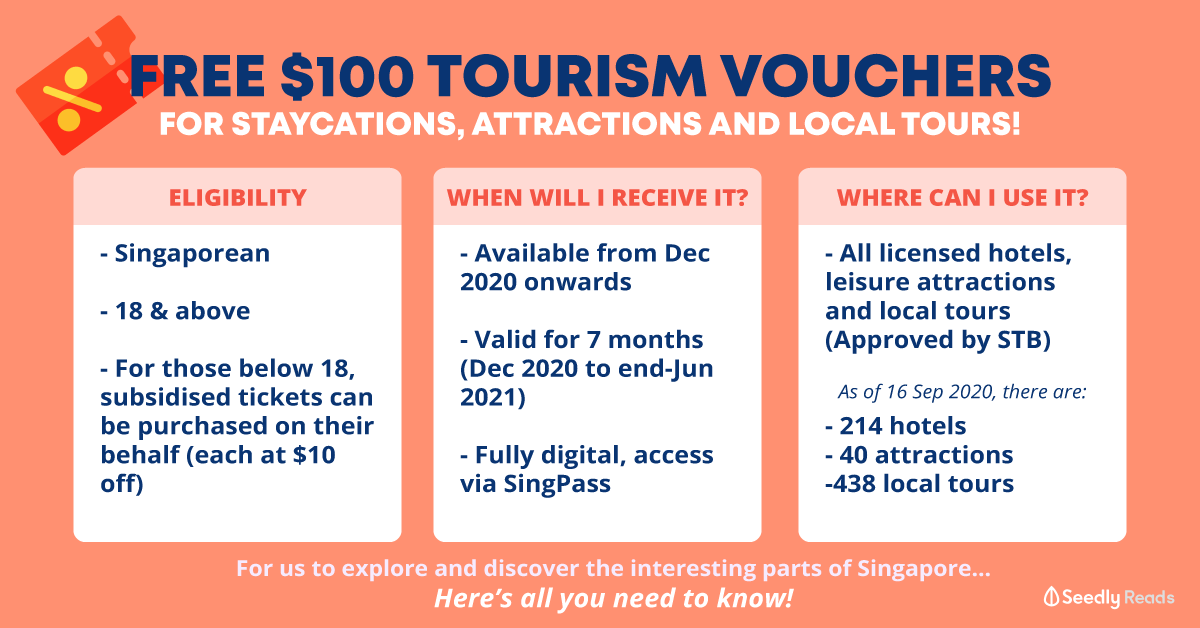 FREE $100 TOURISM VOUCHERS
FOR STAYCATIONS, ATTRACTIONS AND LOCAL TOURS!
ELIGIBILITY
- Singaporean
- 18 & above
- For those below 18,
subsidised tickets can
be purchased on their
behalf (each at $10
off)
WHEN WILL I RECEIVE IT?
- Available from Dec
2020 onwards
- Valid for 7 months
(Dec 2020 to end-Jun
2021)
- Fully digital, access
via SingPass
WHERE CAN I USE IT?
- All licensed hotels,
leisure attractions
and local tours
(Approved by STB)
As of 16 Sep 2020, there are:
- 214 hotels
- 40 attractions
-438 local tours
For us to explore and discover the interesting parts of Singapore...
Here's all you need to know!
Seedly Reads